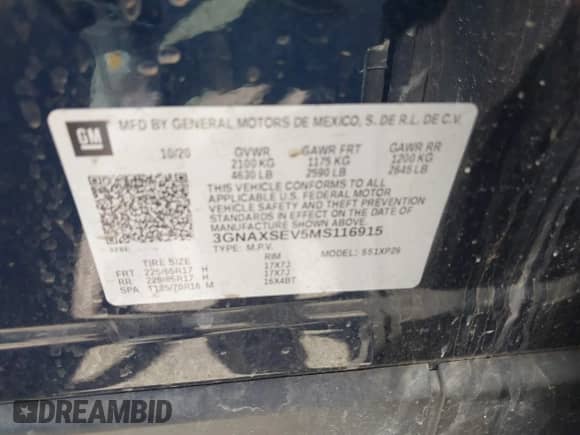 GM
MFD BY GENERAL MOTORS DE MEXICO, S. DE R.L. DE C.V.
10/20 GVWR GAWR FRT GAWR RR
2100 KG 1175 KG 1200 KG
4630 LB 2590 LB 2645 LB
THIS VEHICLE CONFORMS TO ALL
APPLICABLE U.S. FEDERAL MOTOR
VEHICLE SAFETY AND THEFT PREVENTION
STANDARDS IN EFFECT ON THE DATE OF
MANUFACTURE SHOWN ABOVE.
3GNAXSEV5MS116915
TYPE: M.P.V. MODEL: 1XP26
TIRE SIZE RIM
FRT 225/65R17 H 17X7J
RR 225/65R17 H 17X7J
SPA T135/70R16 M 16X4BT
DREAMBID